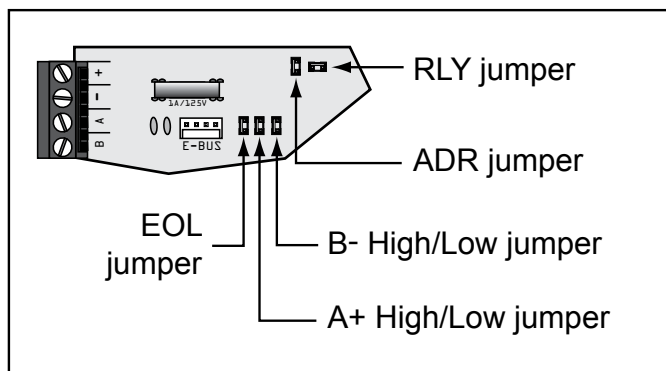 +
-
A
B
1A/125V
E-BUS
RLY jumper
ADR jumper
EOL
jumper
B- High/Low jumper
A+ High/Low jumper